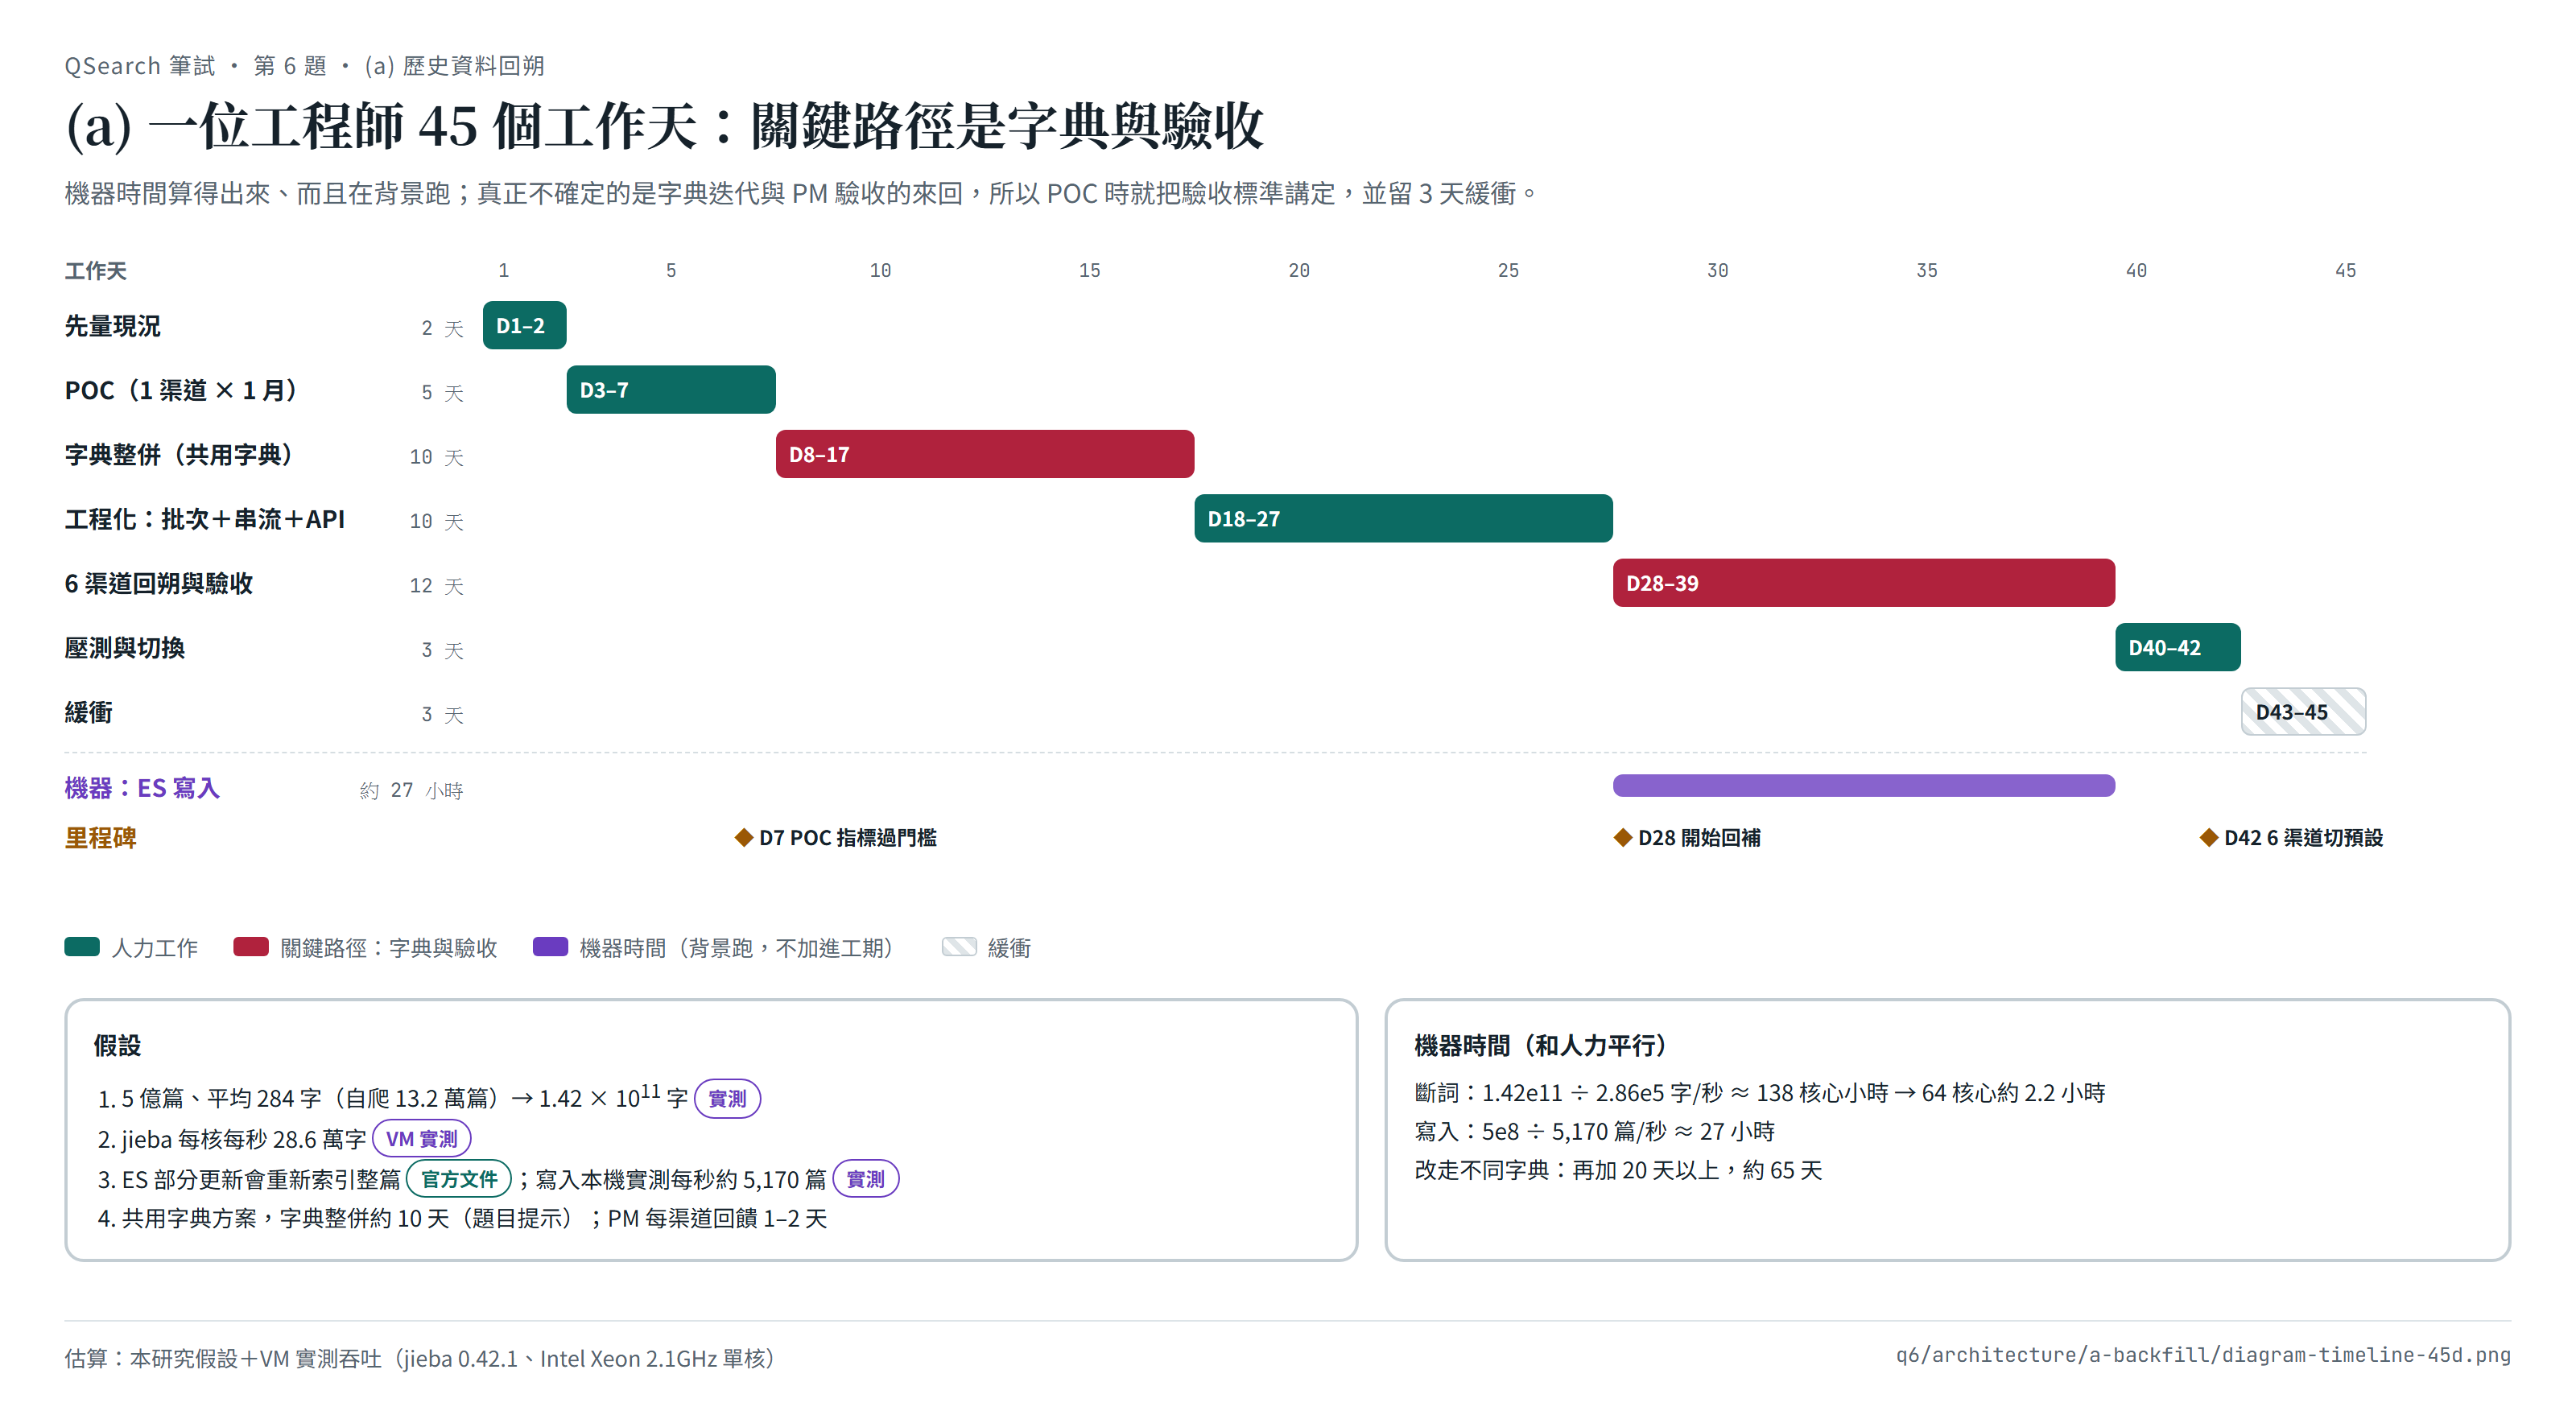 QSearch 筆試 · 第 6 題 · (a) 歷史資料回朔
(a) 一位工程師 45 個工作天：關鍵路徑是字典與驗收
機器時間算得出來、而且在背景跑；真正不確定的是字典迭代與 PM 驗收的來回，所以 POC 時就把驗收標準講定，並留 3 天緩衝。
工作天 1 5 10 15 20 25 30 35 40 45
先量現況 2 天 D1–2
POC（1 渠道 × 1 月） 5 天 D3–7
字典整併（共用字典） 10 天 D8–17
工程化：批次＋串流＋API 10 天 D18–27
6 渠道回朔與驗收 12 天 D28–39
壓測與切換 3 天 D40–42
緩衝 3 天 D43–45
機器：ES 寫入 約 27 小時
里程碑 ◆ D7 POC 指標過門檻 ◆ D28 開始回補 ◆ D42 6 渠道切預設
人力工作 關鍵路徑：字典與驗收 機器時間（背景跑，不加進工期） 緩衝
假設
1. 5 億篇、平均 284 字（自爬 13.2 萬篇）→ 1.42 × 10¹¹ 字 實測
2. jieba 每核每秒 28.6 萬字 VM 實測
3. ES 部分更新會重新索引整篇 官方文件 ；寫入本機實測每秒約 5,170 篇 實測
4. 共用字典方案，字典整併約 10 天（題目提示）；PM 每渠道回饋 1–2 天
機器時間（和人力平行）
斷詞：1.42e11 ÷ 2.86e5 字/秒 ≈ 138 核心小時 → 64 核心約 2.2 小時
寫入：5e8 ÷ 5,170 篇/秒 ≈ 27 小時
改走不同字典：再加 20 天以上，約 65 天
估算：本研究假設＋VM 實測吞吐（jieba 0.42.1、Intel Xeon 2.1GHz 單核）
q6/architecture/a-backfill/diagram-timeline-45d.png